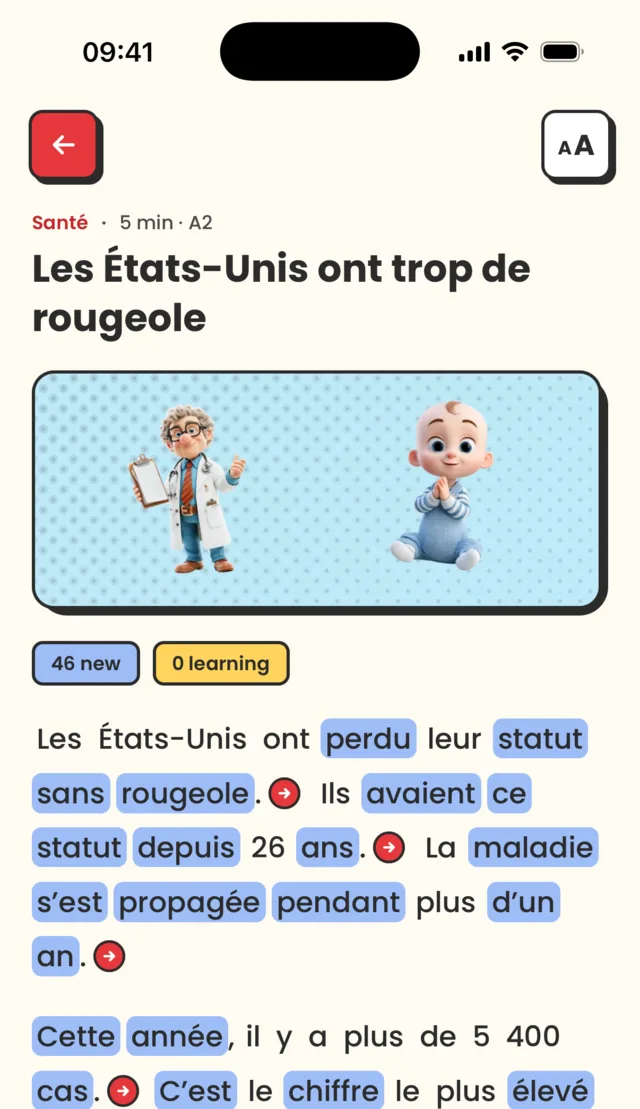 09:41
AA
Santé · 5 min · A2
Les États-Unis ont trop de
rougeole
46 new 0 learning
Les États-Unis ont perdu leur statut
sans rougeole. Ils avaient ce
statut depuis 26 ans. La maladie
s’est propagée pendant plus d’un
an.
Cette année, il y a plus de 5 400
cas. C’est le chiffre le plus élevé